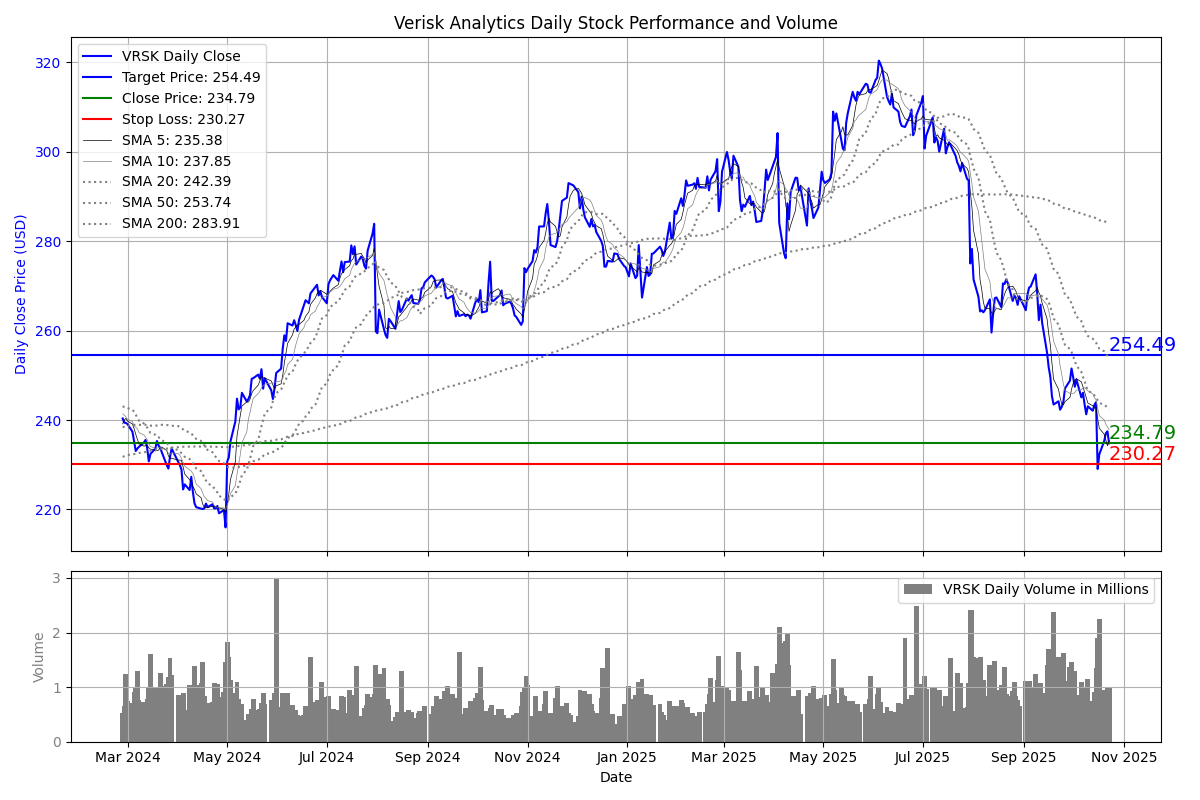 Verisk Analytics Daily Stock Performance and Volume
VRSK Daily Close
Target Price: 254.49
Close Price: 234.79
Stop Loss: 230.27
SMA 5: 235.38
SMA 10: 237.85
SMA 20: 242.39
SMA 50: 253.74
SMA 200: 283.91
Daily Close Price (USD)
320
300
280
260
240
220
254.49
234.79
230.27
VRSK Daily Volume in Millions
Volume
3
2
1
0
Mar 2024 May 2024 Jul 2024 Sep 2024 Nov 2024 Jan 2025 Mar 2025 May 2025 Jul 2025 Sep 2025 Nov 2025
Date